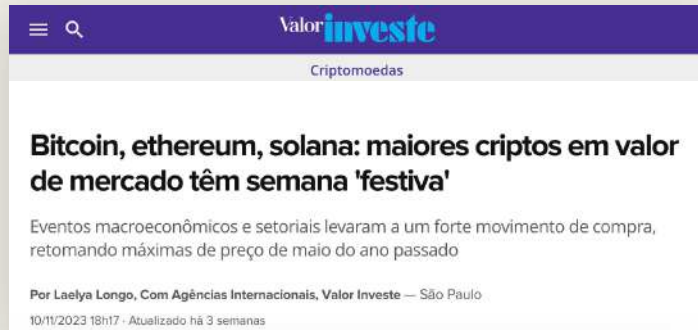 Valor investe
Criptomoedas
Bitcoin, ethereum, solana: maiores criptos em valor
de mercado têm semana 'festiva'
Eventos macroeconômicos e setoriais levaram a um forte movimento de compra,
retomando máximas de preço de maio do ano passado
Por Laelya Longo, Com Agências Internacionais, Valor Investe — São Paulo
10/11/2023 18h17 · Atualizado há 3 semanas